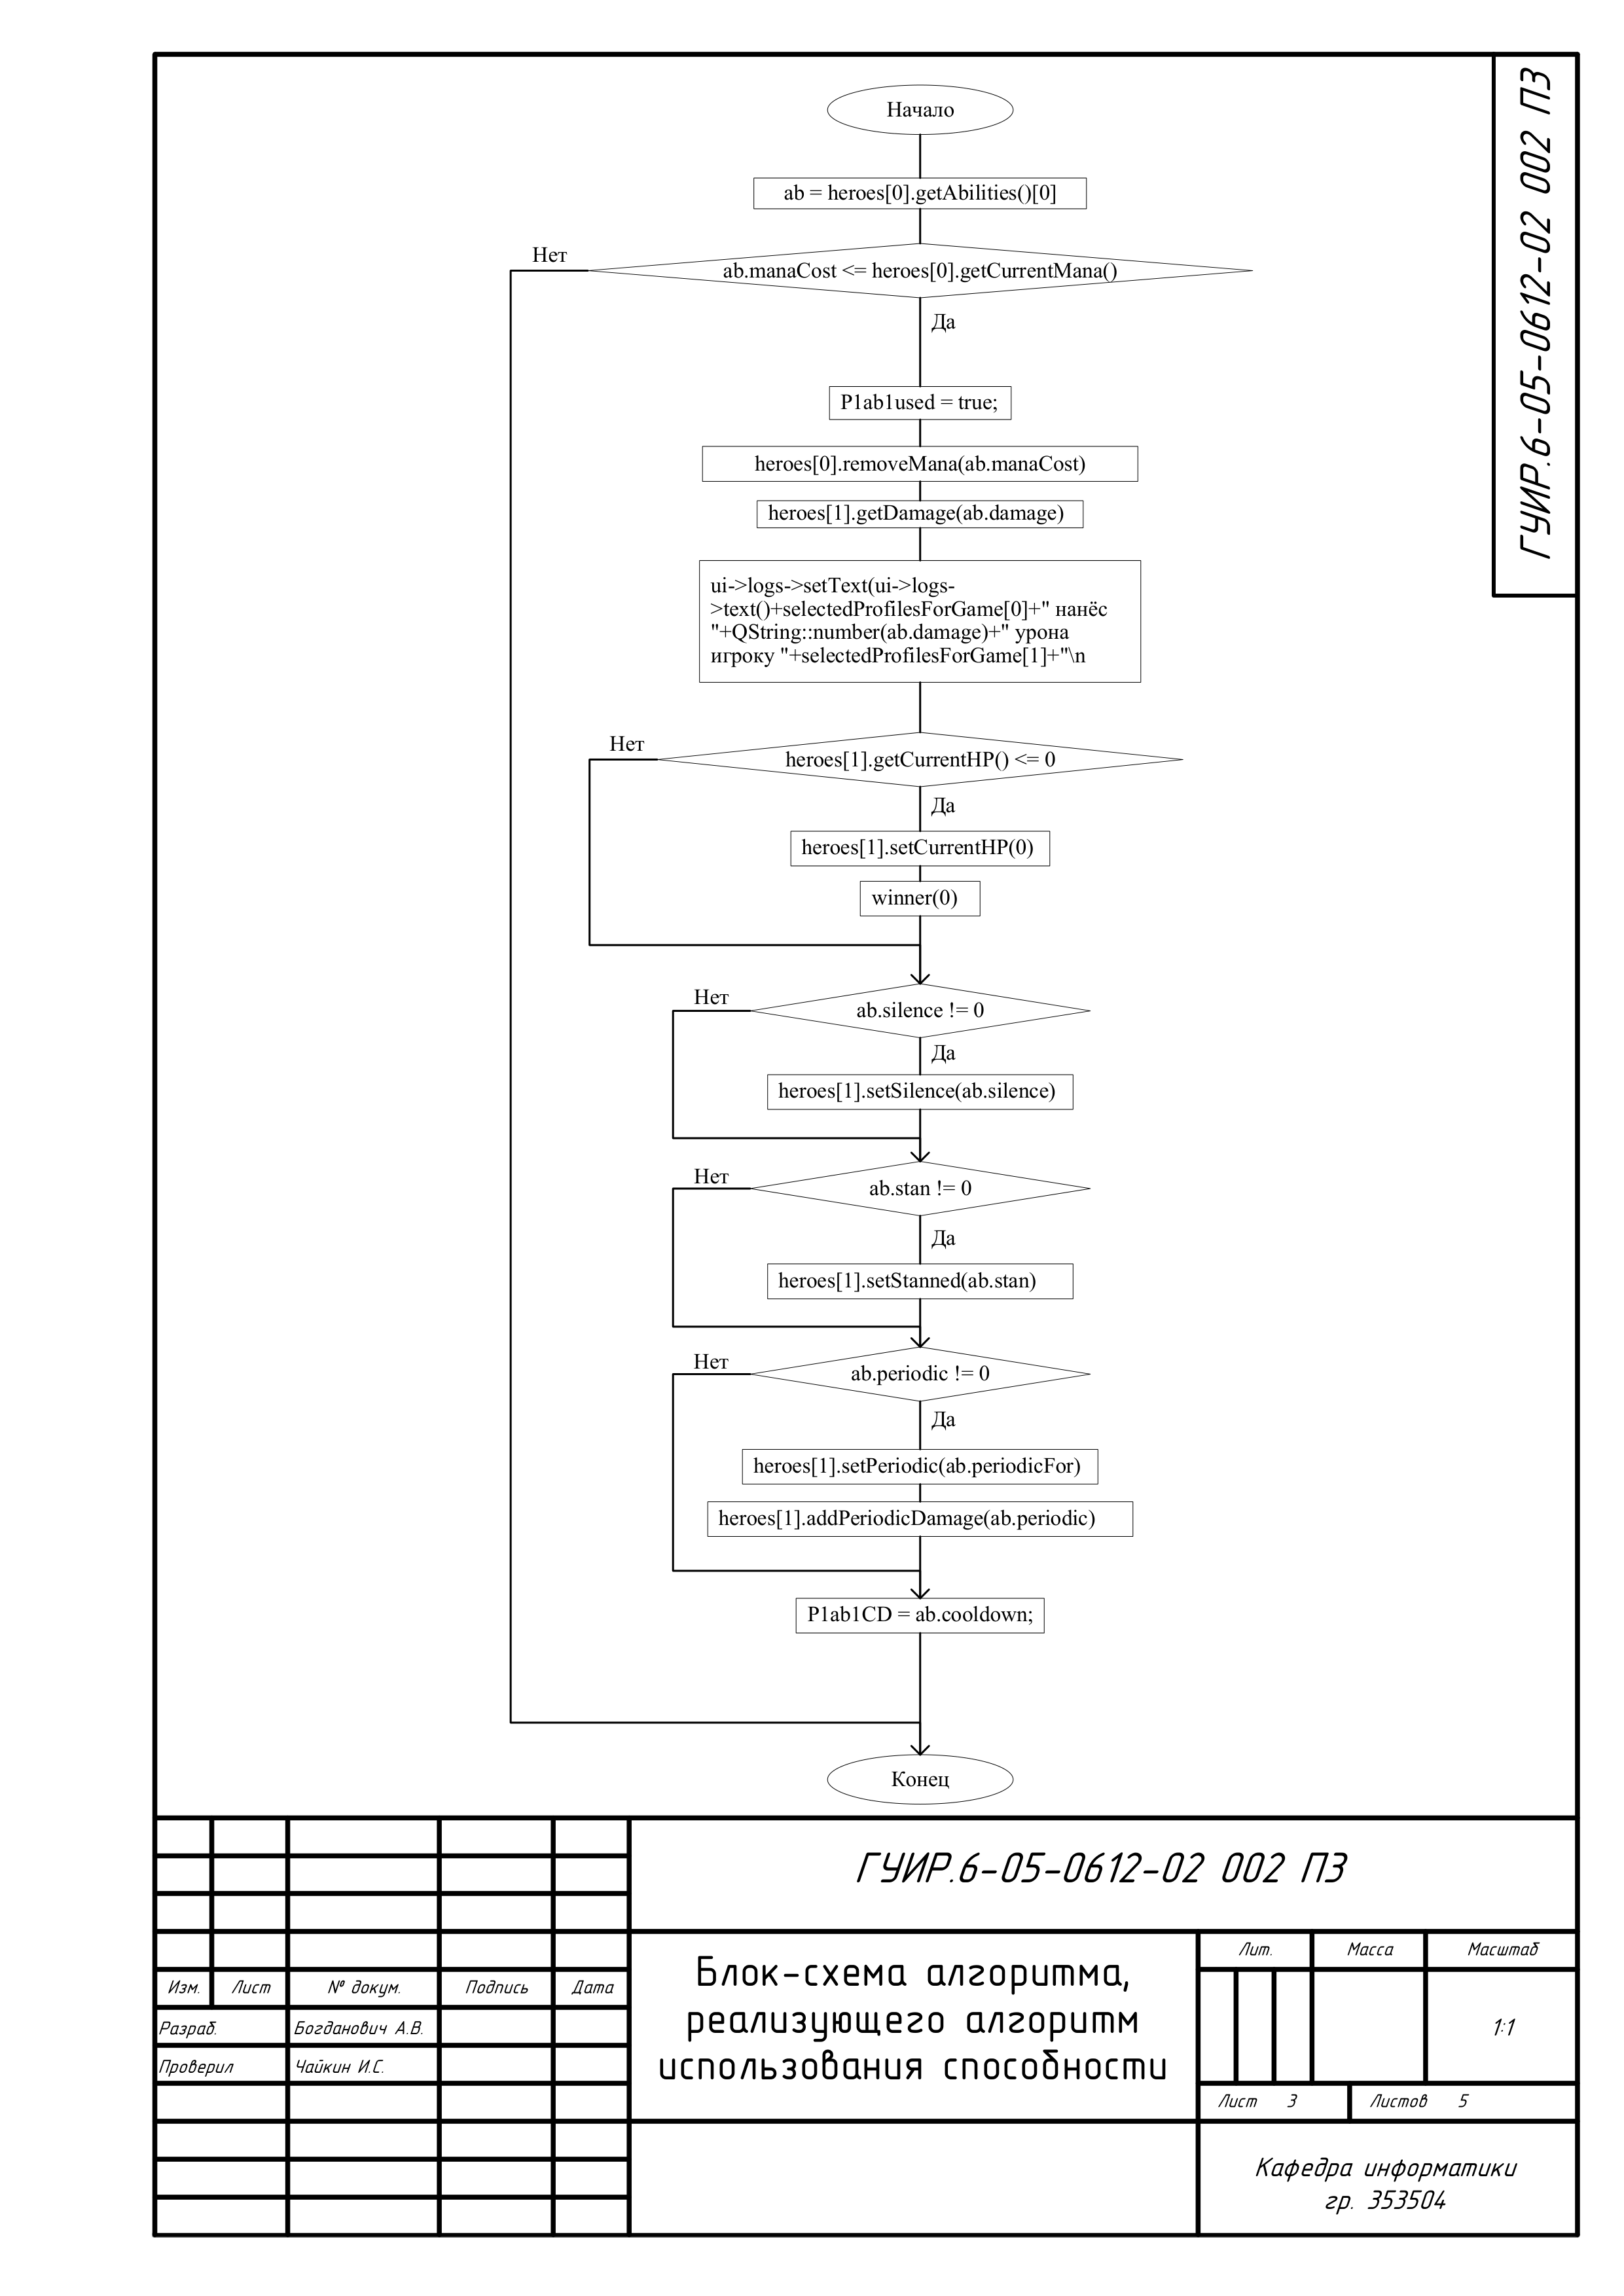 ГУИР.6-05-0612-02 002 ПЗ
Начало
ab = heroes[0].getAbilities()[0]
Нет
ab.manaCost <= heroes[0].getCurrentMana()
Да
P1ab1used = true;
heroes[0].removeMana(ab.manaCost)
heroes[1].getDamage(ab.damage)
ui->logs->setText(ui->logs-
>text()+selectedProfilesForGame[0]+" нанёс
"+QString::number(ab.damage)+" урона
игроку "+selectedProfilesForGame[1]+"\n
Нет
heroes[1].getCurrentHP() <= 0
Да
heroes[1].setCurrentHP(0)
winner(0)
Нет
ab.silence != 0
Да
heroes[1].setSilence(ab.silence)
Нет
ab.stan != 0
Да
heroes[1].setStanned(ab.stan)
Нет
ab.periodic != 0
Да
heroes[1].setPeriodic(ab.periodicFor)
heroes[1].addPeriodicDamage(ab.periodic)
P1ab1CD = ab.cooldown;
Конец
ГУИР.6-05-0612-02 002 ПЗ
Изм. Лист № докум. Подпись Дата
Разраб. Богданович А.В.
Проверил Чайкин И.С.
Блок-схема алгоритма,
реализующего алгоритм
использования способности
Лит. Масса Масштаб
1:1
Лист 3 Листов 5
Кафедра информатики
гр. 353504